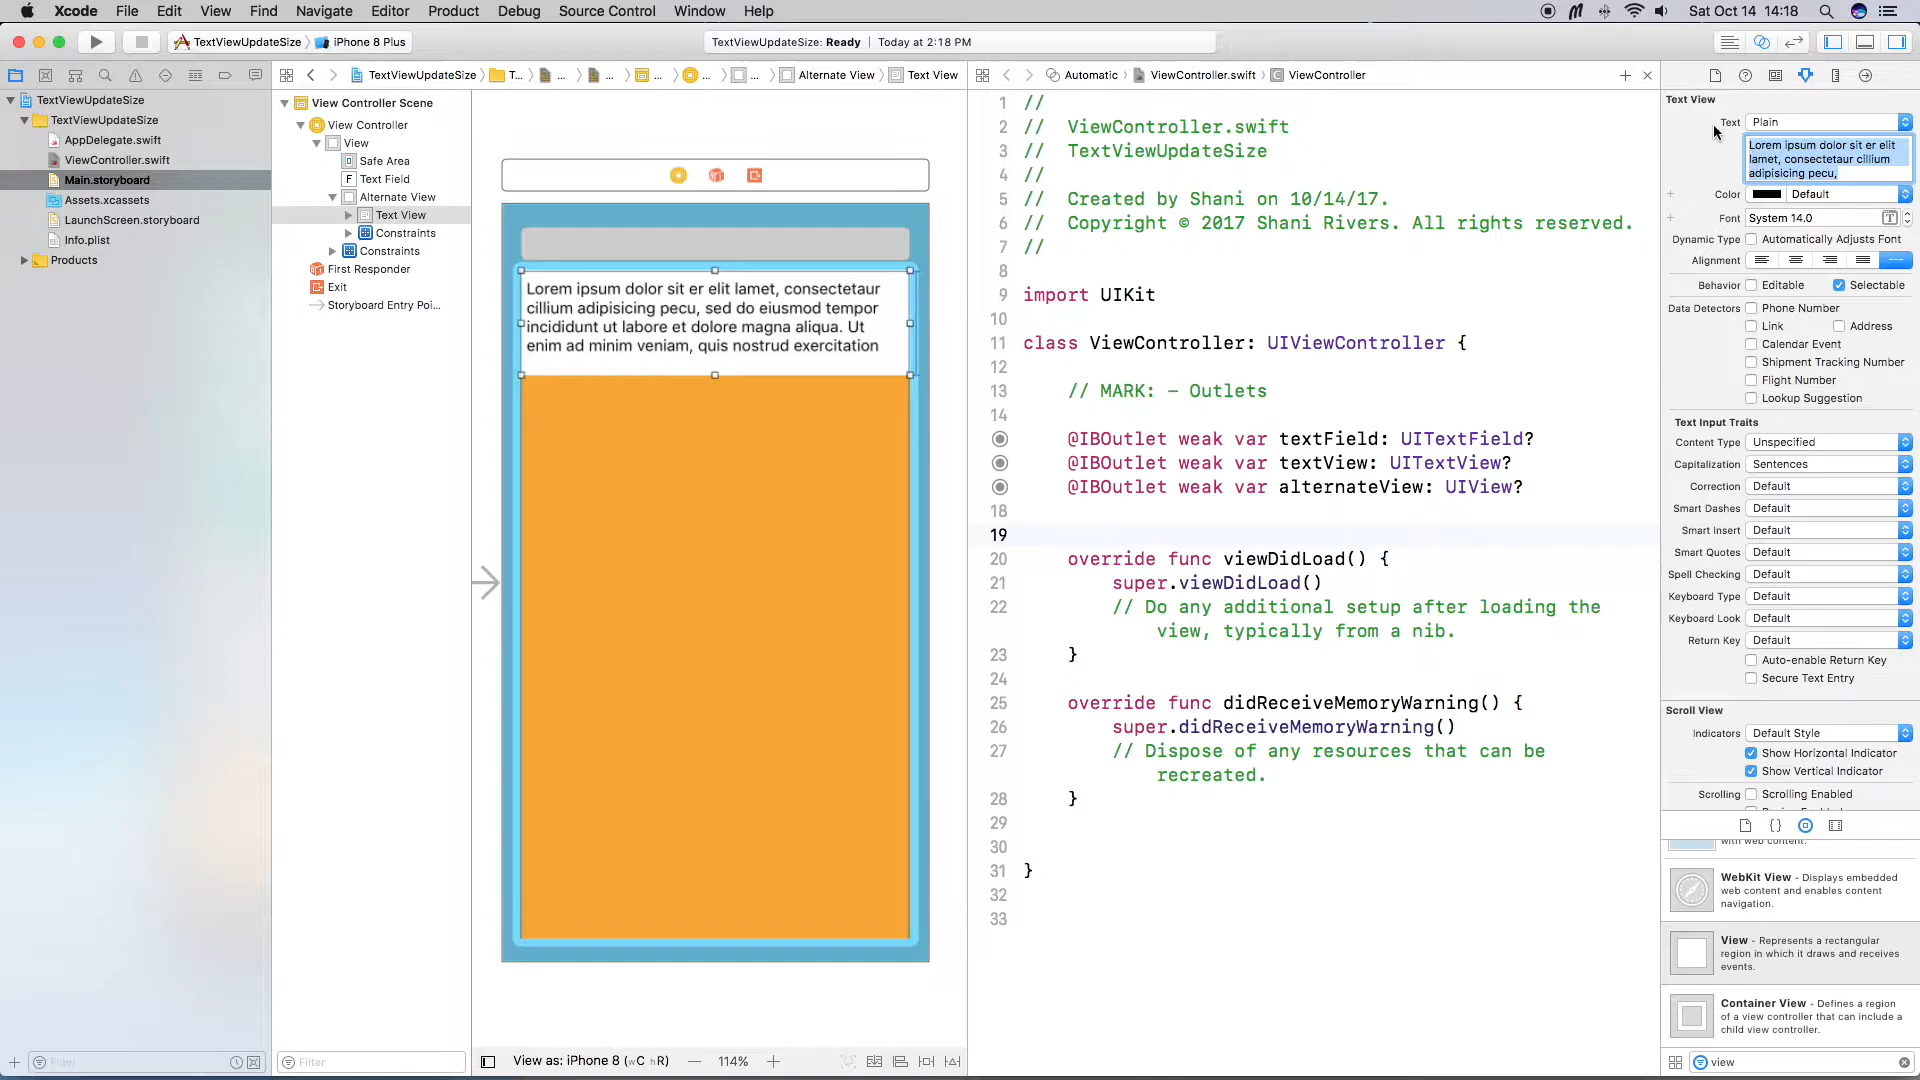 Xcode File Edit View Find Navigate Editor Product Debug Source Control Window Help Sat Oct 14 14:18
TextViewUpdateSize iPhone 8 Plus TextViewUpdateSize: Ready Today at 2:18 PM
TextViewUpdateSize T... ... ... ... ... ... Alternate View Text View Automatic ViewController.swift ViewController
TextViewUpdateSize
TextViewUpdateSize
AppDelegate.swift
ViewController.swift
Main.storyboard
Assets.xcassets
LaunchScreen.storyboard
Info.plist
Products
Filter
View Controller Scene
View Controller
View
Safe Area
F Text Field
Alternate View
Text View
Constraints
Constraints
First Responder
Exit
Storyboard Entry Poi...
Filter
Lorem ipsum dolor sit er elit lamet, consectetaur
cillium adipisicing pecu, sed do eiusmod tempor
incididunt ut labore et dolore magna aliqua. Ut
enim ad minim veniam, quis nostrud exercitation
View as: iPhone 8 (wC hR) — 114% +
1 //
2 //  ViewController.swift
3 //  TextViewUpdateSize
4 //
5 //  Created by Shani on 10/14/17.
6 //  Copyright © 2017 Shani Rivers. All rights reserved.
7 //
8
9 import UIKit
10
11 class ViewController: UIViewController {
12
13 // MARK: - Outlets
14
@IBOutlet weak var textField: UITextField?
@IBOutlet weak var textView: UITextView?
@IBOutlet weak var alternateView: UIView?
18
19
20 override func viewDidLoad() {
21 super.viewDidLoad()
22 // Do any additional setup after loading the
view, typically from a nib.
23 }
24
25 override func didReceiveMemoryWarning() {
26 super.didReceiveMemoryWarning()
27 // Dispose of any resources that can be
recreated.
28 }
29
30
31 }
32
33
Text View
Text Plain
Lorem ipsum dolor sit er elit
lamet, consectetaur cillium
adipisicing pecu,
Color Default
Font System 14.0
Dynamic Type Automatically Adjusts Font
Alignment
Behavior Editable Selectable
Data Detectors Phone Number
Link Address
Calendar Event
Shipment Tracking Number
Flight Number
Lookup Suggestion
Text Input Traits
Content Type Unspecified
Capitalization Sentences
Correction Default
Smart Dashes Default
Smart Insert Default
Smart Quotes Default
Spell Checking Default
Keyboard Type Default
Keyboard Look Default
Return Key Default
Auto-enable Return Key
Secure Text Entry
Scroll View
Indicators Default Style
Show Horizontal Indicator
Show Vertical Indicator
Scrolling Scrolling Enabled
with web content.
WebKit View - Displays embedded
web content and enables content
navigation.
View - Represents a rectangular
region in which it draws and receives
events.
Container View - Defines a region
of a view controller that can include a
child view controller.
view